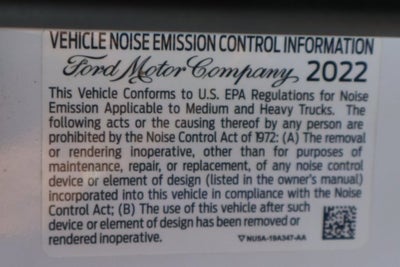 VEHICLE NOISE EMISSION CONTROL INFORMATION
Ford Motor Company 2022
This Vehicle Conforms to U.S. EPA Regulations for Noise
Emission Applicable to Medium and Heavy Trucks. The
following acts or the causing thereof by any person are
prohibited by the Noise Control Act of 1972: (A) The removal
or rendering inoperative, other than for purposes of
maintenance, repair, or replacement, of any noise control
device or element of design (listed in the owner's manual)
incorporated into this vehicle in compliance with the Noise
Control Act; (B) The use of this vehicle after such
device or element of design has been removed or
rendered inoperative.
NU5A-19A347-AA